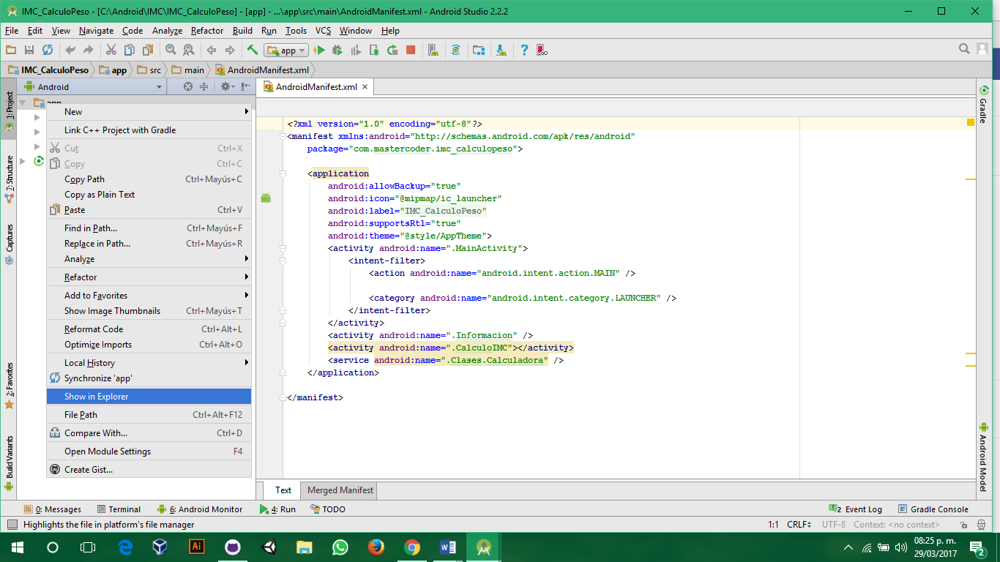 IMC_CalculoPeso - [C:\Android\IMC\IMC_CalculoPeso] - [app] - ...\app\src\main\AndroidManifest.xml - Android Studio 2.2.2
File Edit View Navigate Code Analyze Refactor Build Run Tools VCS Window Help
app
IMC_CalculoPeso app src main AndroidManifest.xml
Android
AndroidManifest.xml
1: Project
7: Structure
Captures
2: Favorites
Build Variants
app
New
Link C++ Project with Gradle
Cut Ctrl+X
Copy Ctrl+C
Copy Path Ctrl+Mayús+C
Copy as Plain Text
Paste Ctrl+V
Find in Path... Ctrl+Mayús+F
Replace in Path... Ctrl+Mayús+R
Analyze
Refactor
Add to Favorites
Show Image Thumbnails Ctrl+Mayús+T
Reformat Code Ctrl+Alt+L
Optimize Imports Ctrl+Alt+O
Local History
Synchronize 'app'
Show in Explorer
File Path Ctrl+Alt+F12
Compare With... Ctrl+D
Open Module Settings F4
Create Gist...
<?xml version="1.0" encoding="utf-8"?>
<manifest xmlns:android="http://schemas.android.com/apk/res/android"
package="com.mastercoder.imc_calculopeso">
<application
android:allowBackup="true"
android:icon="@mipmap/ic_launcher"
android:label="IMC_CalculoPeso"
android:supportsRtl="true"
android:theme="@style/AppTheme">
<activity android:name=".MainActivity">
<intent-filter>
<action android:name="android.intent.action.MAIN" />
<category android:name="android.intent.category.LAUNCHER" />
</intent-filter>
</activity>
<activity android:name=".Informacion" />
<activity android:name=".CalculoIMC"></activity>
<service android:name=".Clases.Calculadora" />
</application>
</manifest>
Gradle
Android Model
Text Merged Manifest
0: Messages Terminal 6: Android Monitor 4: Run TODO 2 Event Log Gradle Console
Highlights the file in platform's file manager 1:1 CRLF UTF-8 Context: <no context>
Ai
08:25 p. m.
29/03/2017
2